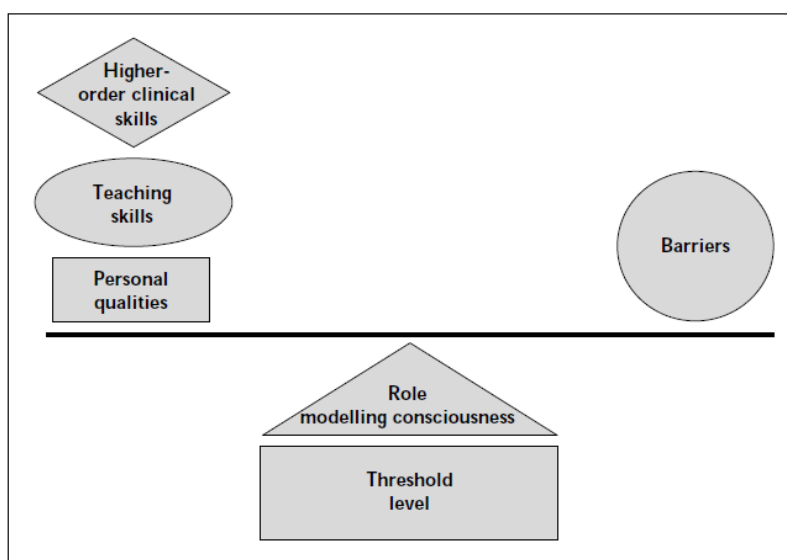 Higher-
order clinical
skills
Teaching
skills
Personal
qualities
Barriers
Role
modelling consciousness
Threshold
level